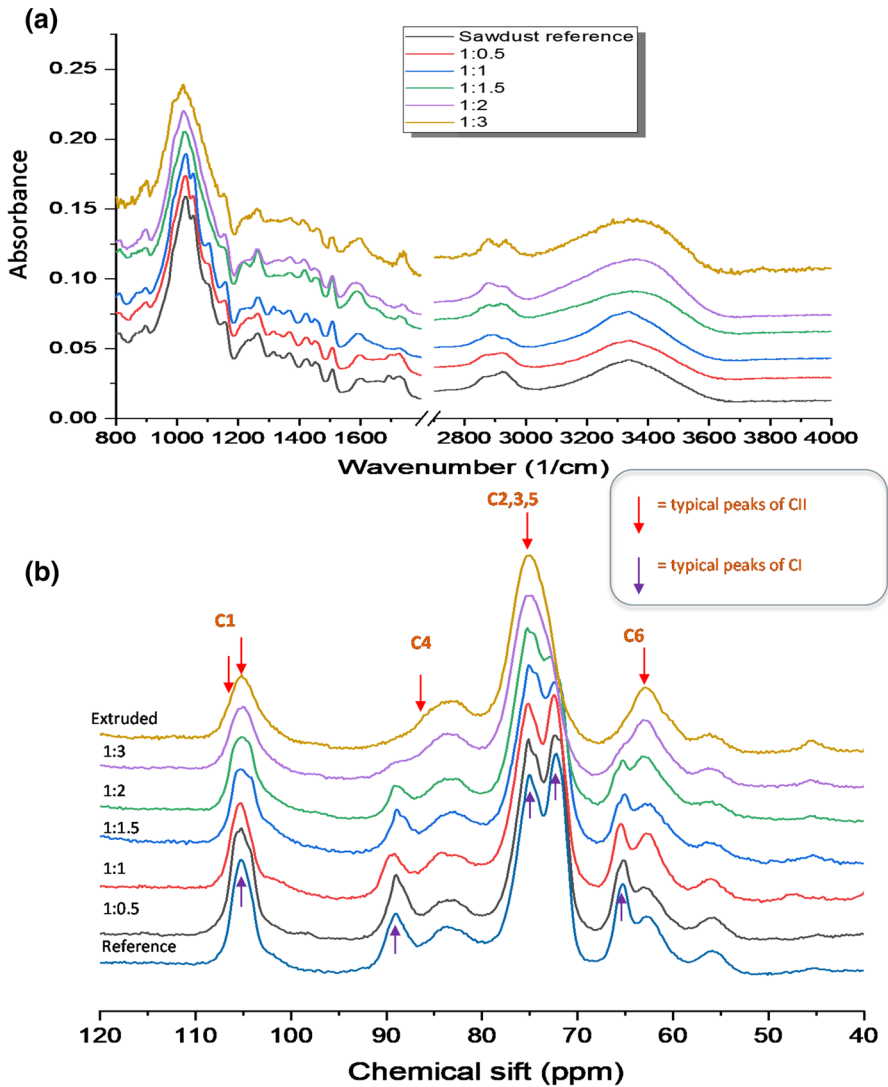 (a)
Sawdust reference
1:0.5
1:1
1:1.5
1:2
1:3
0.25
0.20
0.15
0.10
0.05
0.00
Absorbance
800 1000 1200 1400 1600 2800 3000 3200 3400 3600 3800 4000
Wavenumber (1/cm)
(b)
C2,3,5
= typical peaks of CII
= typical peaks of CI
C1
C4
C6
Extruded
1:3
1:2
1:1.5
1:1
1:0.5
Reference
120 110 100 90 80 70 60 50 40
Chemical sift (ppm)